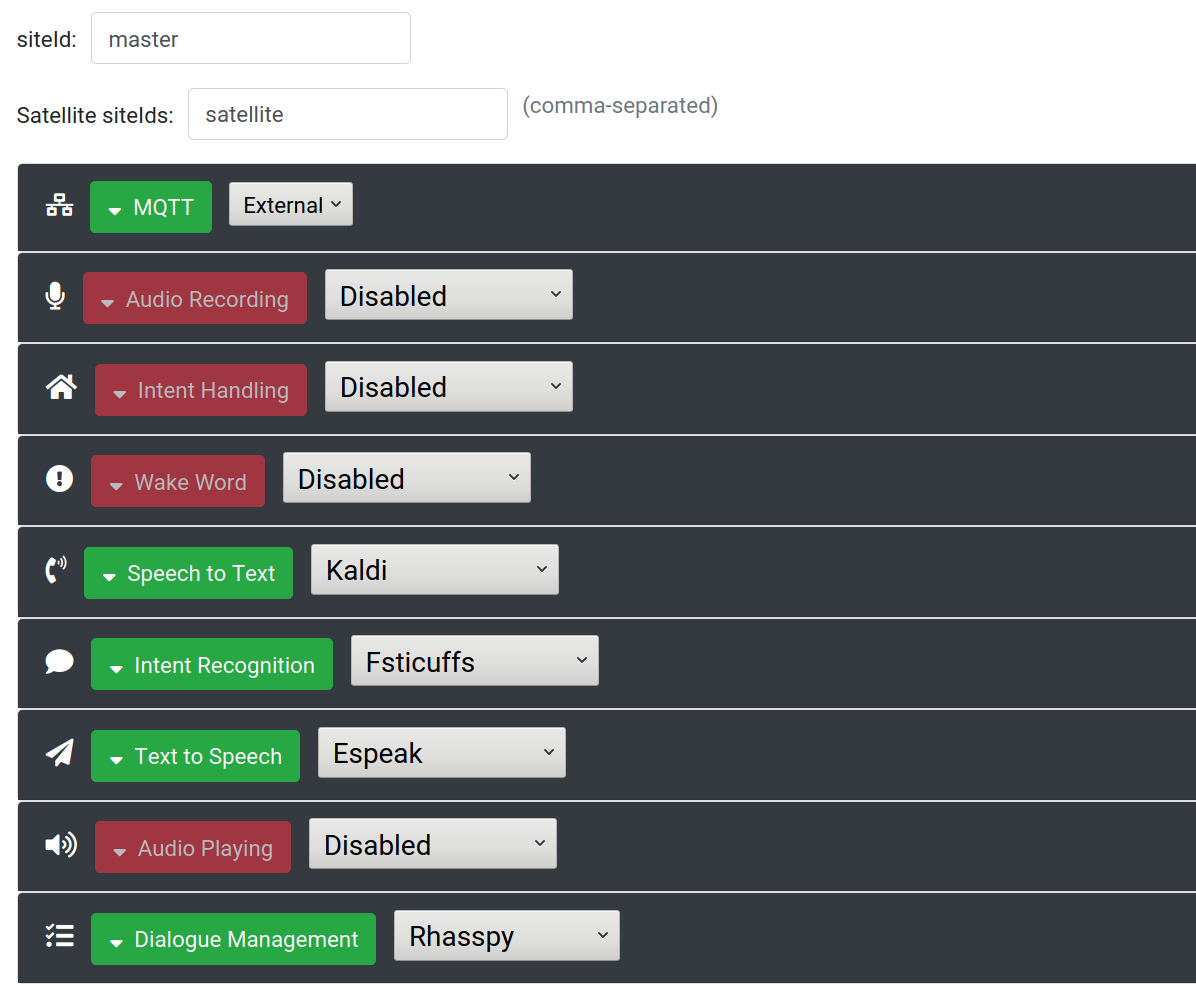 siteId: master
Satellite siteIds: satellite (comma-separated)
MQTT External
Audio Recording Disabled
Intent Handling Disabled
Wake Word Disabled
Speech to Text Kaldi
Intent Recognition Fsticuffs
Text to Speech Espeak
Audio Playing Disabled
Dialogue Management Rhasspy